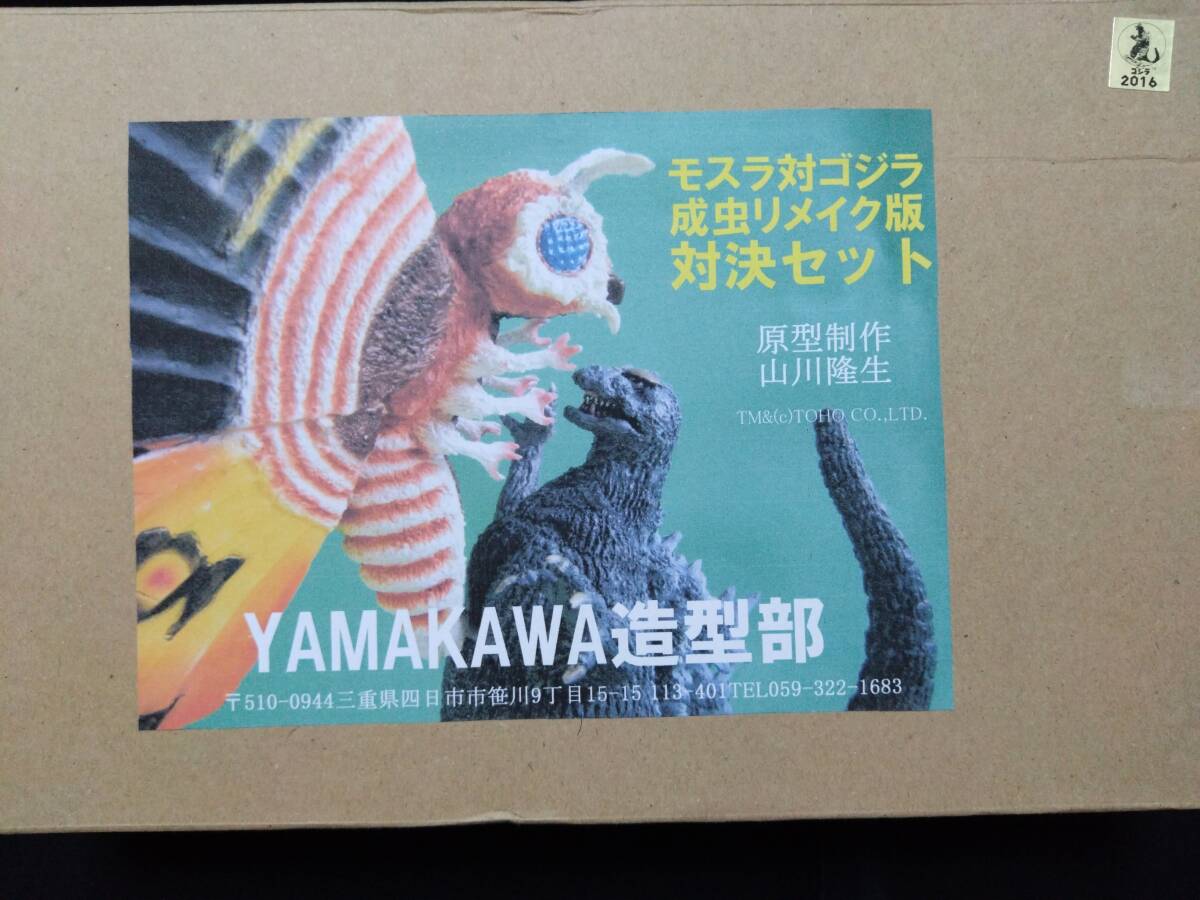 ゴジラ
2016
モスラ対ゴジラ
成虫リメイク版
対決セット
原型制作
山川隆生
TM&(c)TOHO CO.,LTD.
YAMAKAWA造型部
〒510-0944三重県四日市市笹川9丁目15-15 113-401TEL059-322-1683